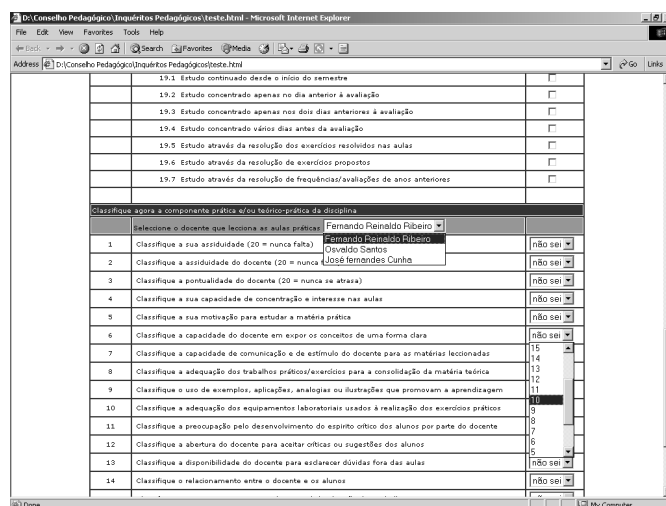 D:\Conselho Pedagógico\Inquéritos Pedagógicos\teste.html - Microsoft Internet Explorer
File Edit View Favorites Tools Help
Back Search Favorites Media
Address D:\Conselho Pedagógico\Inquéritos Pedagógicos\teste.html Go Links
19.1 Estudo continuado desde o início do semestre
19.2 Estudo concentrado apenas no dia anterior à avaliação
19.3 Estudo concentrado apenas nos dois dias anteriores à avaliação
19.4 Estudo concentrado vários dias antes da avaliação
19.5 Estudo através da resolução dos exercícios resolvidos nas aulas
19.6 Estudo através da resolução de exercícios propostos
19.7 Estudo através da resolução de frequências/avaliações de anos anteriores
Classifique agora a componente prática e/ou teórico-prática da disciplina
Seleccione o docente que lecciona as aulas práticas Fernando Reinaldo Ribeiro
Fernando Reinaldo Ribeiro
Osvaldo Santos
José fernandes Cunha
1 Classifique a sua assiduidade (20 = nunca falta) não sei
2 Classifique a assiduidade do docente (20 = nunca não sei
3 Classifique a pontualidade do docente (20 = nunca se atrasa) não sei
4 Classifique a sua capacidade de concentração e interesse nas aulas não sei
5 Classifique a sua motivação para estudar a matéria prática não sei
6 Classifique a capacidade do docente em expor os conceitos de uma forma clara não sei
7 Classifique a capacidade de comunicação e de estímulo do docente para as matérias leccionadas
8 Classifique a adequação dos trabalhos práticos/exercícios para a consolidação da matéria teórica
9 Classifique o uso de exemplos, aplicações, analogias ou ilustrações que promovam a aprendizagem
10 Classifique a adequação dos equipamentos laboratoriais usados à realização dos exercícios práticos
11 Classifique a preocupação pelo desenvolvimento do espírito crítico dos alunos por parte do docente
12 Classifique a abertura do docente para aceitar críticas ou sugestões dos alunos
15
14
13
12
11
10
9
8
7
6
5
13 Classifique a disponibilidade do docente para esclarecer dúvidas fora das aulas não sei
14 Classifique o relacionamento entre o docente e os alunos não sei
Done My Computer